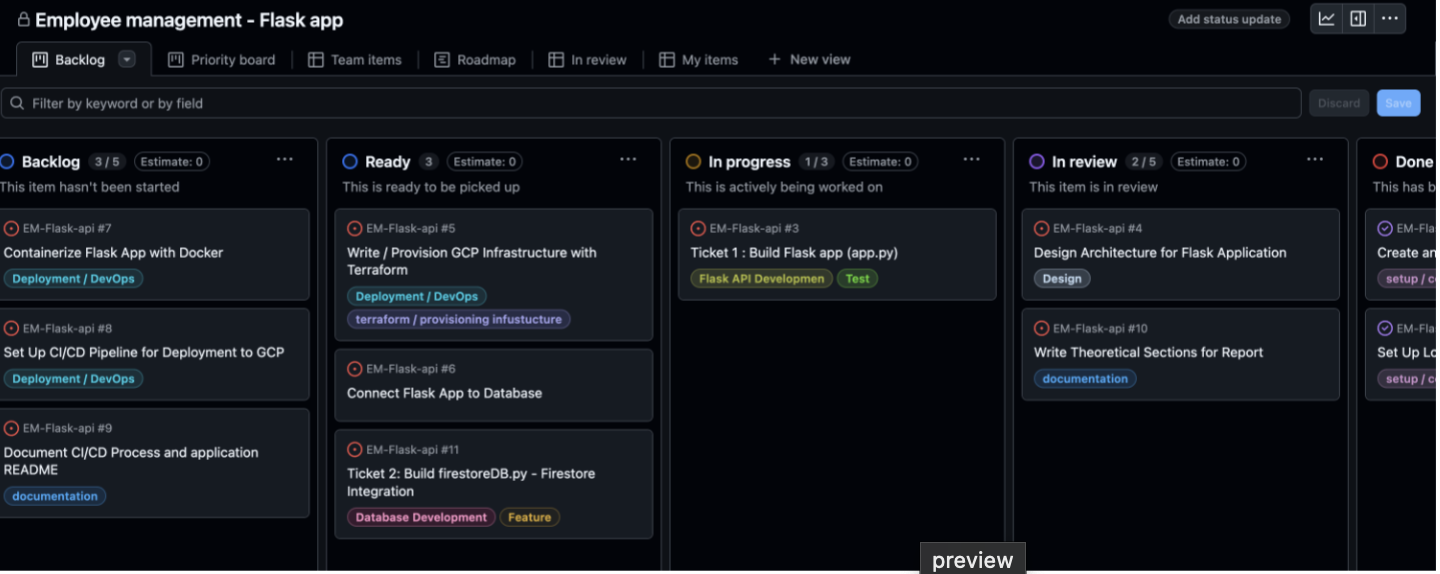 Employee management - Flask app
Add status update
Backlog
Priority board
Team items
Roadmap
In review
My items
New view
Filter by keyword or by field
Discard
Save
Backlog 3 / 5 Estimate: 0
This item hasn't been started
EM-Flask-api #7
Containerize Flask App with Docker
Deployment / DevOps
EM-Flask-api #8
Set Up CI/CD Pipeline for Deployment to GCP
Deployment / DevOps
EM-Flask-api #9
Document CI/CD Process and application
README
documentation
Ready 3 Estimate: 0
This is ready to be picked up
EM-Flask-api #5
Write / Provision GCP Infrastructure with
Terraform
Deployment / DevOps
terraform / provisioning infustucture
EM-Flask-api #6
Connect Flask App to Database
EM-Flask-api #11
Ticket 2: Build firestoreDB.py - Firestore
Integration
Database Development Feature
In progress 1 / 3 Estimate: 0
This is actively being worked on
EM-Flask-api #3
Ticket 1 : Build Flask app (app.py)
Flask API Developmen Test
In review 2 / 5 Estimate: 0
This item is in review
EM-Flask-api #4
Design Architecture for Flask Application
Design
EM-Flask-api #10
Write Theoretical Sections for Report
documentation
Done
This has b
EM-Fla
Create an
setup / c
EM-Fla
Set Up Lo
setup / c
preview